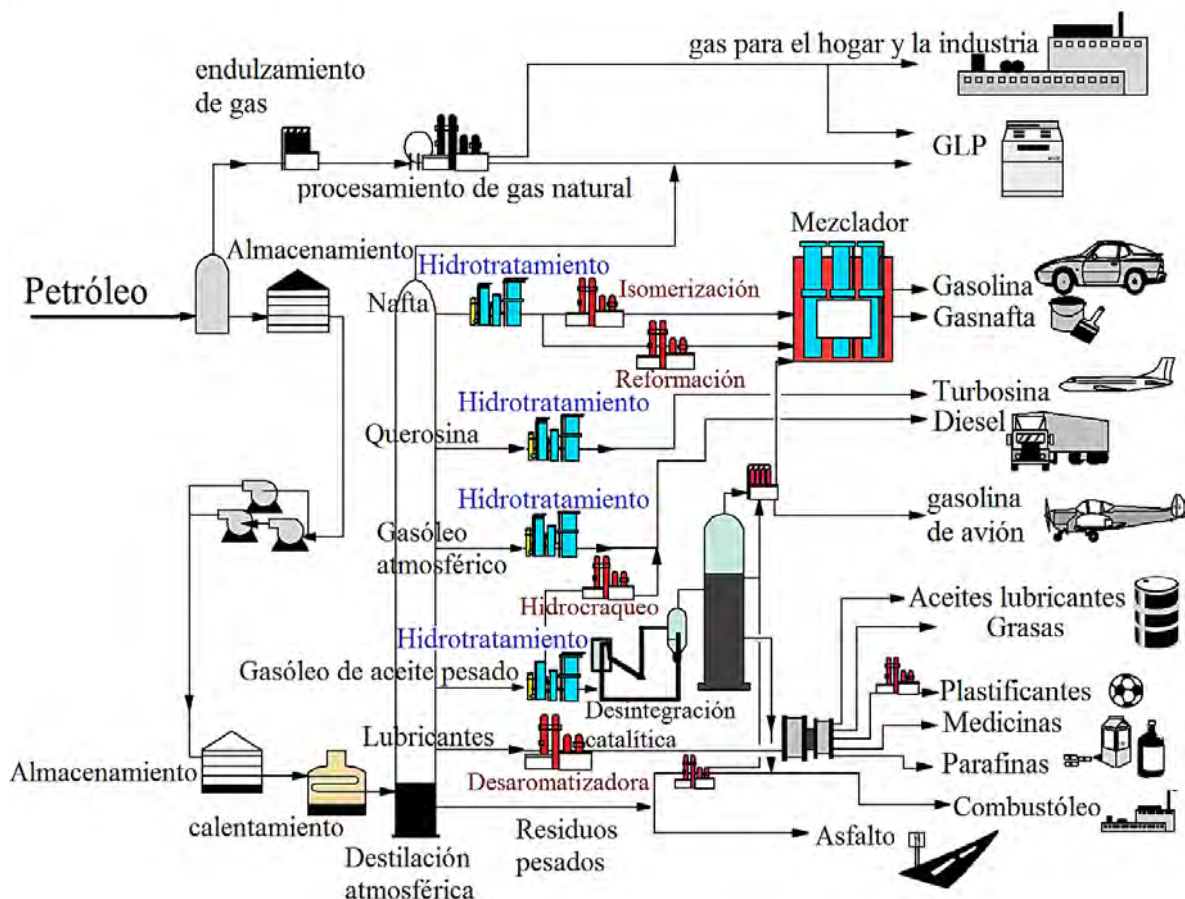 gas para el hogar y la industria
endulzamiento
de gas
GLP
procesamiento de gas natural
Almacenamiento
Mezclador
Petróleo
Hidrotratamiento
Nafta
Isomerización
Gasolina
Gasnafta
Reformación
Hidrotratamiento
Turbosina
Querosina
Diesel
Hidrotratamiento
gasolina
de avión
Gasóleo
atmosférico
Hidrocraqueo
Aceites lubricantes
Grasas
Hidrotratamiento
Gasóleo de aceite pesado
Plastificantes
Desintegración
catalítica
Medicinas
Lubricantes
Almacenamiento
Parafinas
Desaromatizadora
Combustóleo
calentamiento
Residuos
pesados
Asfalto
Destilación
atmosférica